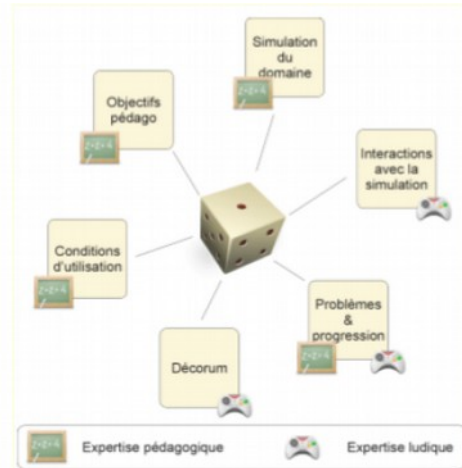 Simulation
du
domaine
Objectifs
pédago
Interactions
avec la
simulation
Conditions
d'utilisation
Problèmes
&
progression
Décorum
Expertise pédagogique
Expertise ludique